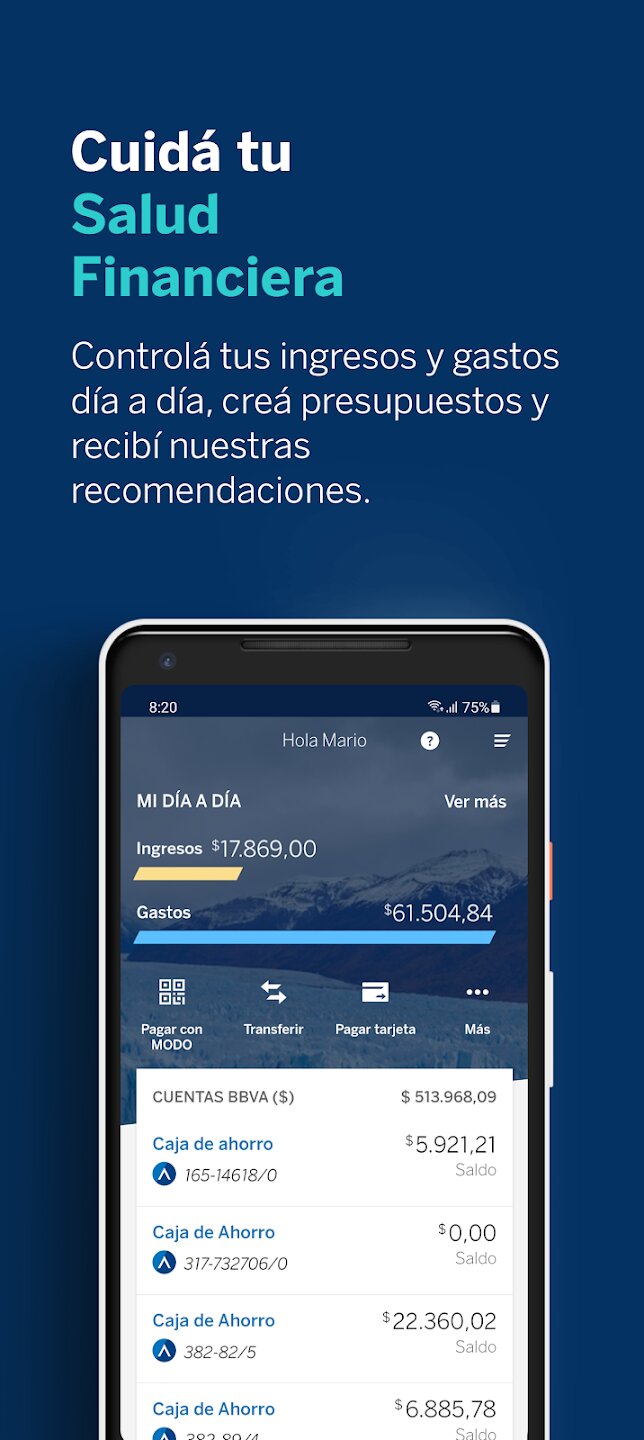 Cuidá tu
Salud
Financiera
Controlá tus ingresos y gastos
día a día, creá presupuestos y
recibí nuestras
recomendaciones.
8:20
75%
Hola Mario
?
MI DÍA A DÍA
Ver más
Ingresos $17.869,00
Gastos
$61.504,84
Pagar con
MODO
Transferir
Pagar tarjeta
Más
CUENTAS BBVA ($)
$ 513.968,09
Caja de ahorro
$5.921,21
165-14618/0
Saldo
Caja de Ahorro
$0,00
317-732706/0
Saldo
Caja de Ahorro
$22.360,02
382-82/5
Saldo
Caja de Ahorro
$6.885,78
Saldo